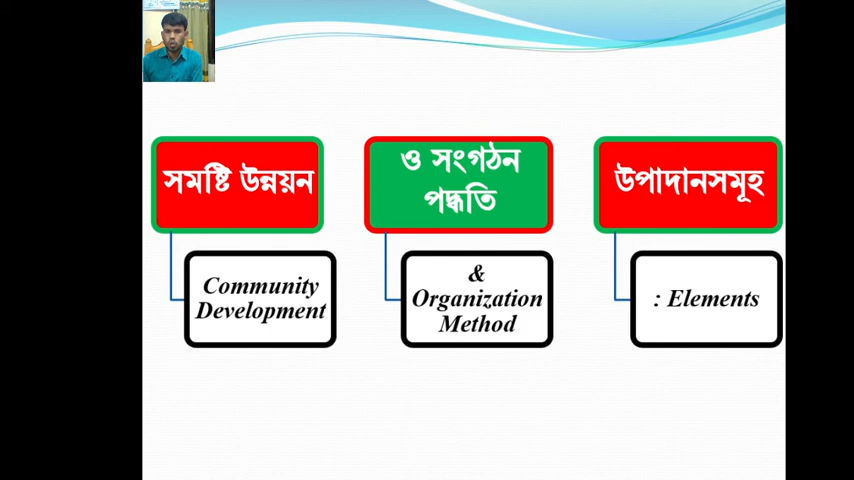 সমষ্টি উন্নয়ন
ও সংগঠন
পদ্ধতি
উপাদানসমূহ
Community
Development
&
Organization
Method
: Elements